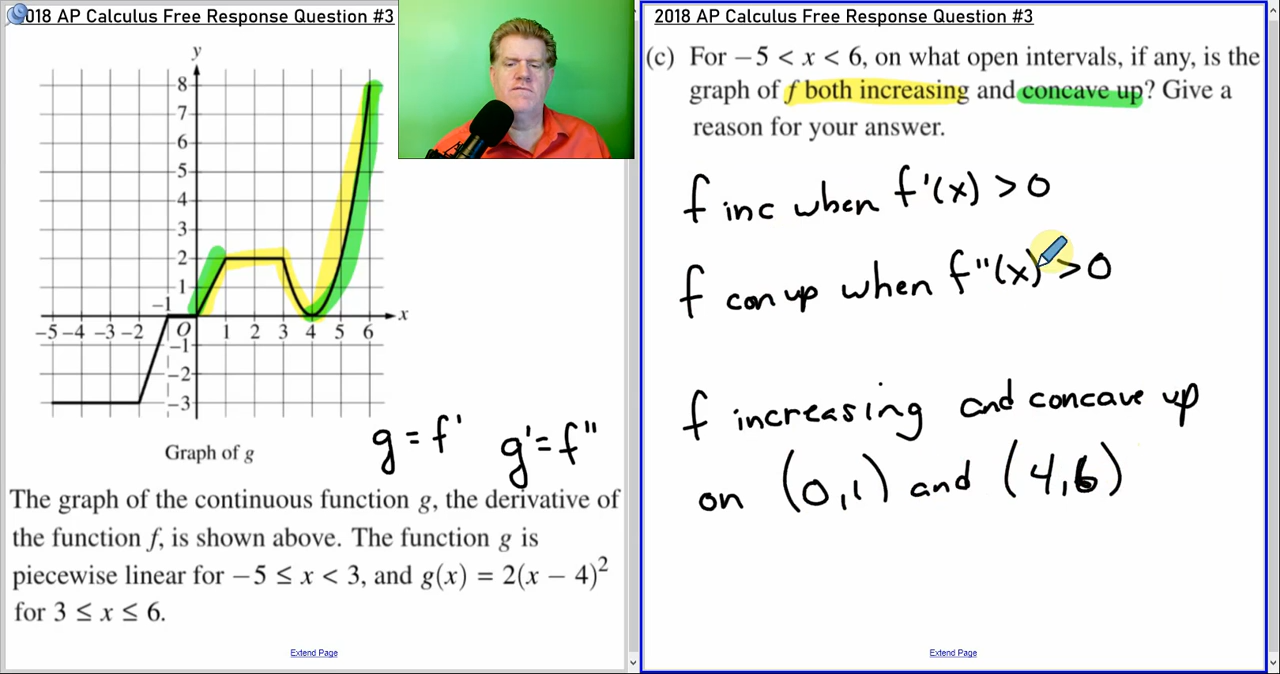 2018 AP Calculus Free Response Question #3
y
8
7
6
5
4
3
2
1
-1
-5 -4 -3 -2 O 1 2 3 4 5 6 x
-1
-2
-3
Graph of g
g = f' g' = f"
The graph of the continuous function g, the derivative of
the function f, is shown above. The function g is
piecewise linear for −5 ≤ x < 3, and g(x) = 2(x − 4)²
for 3 ≤ x ≤ 6.
Extend Page
2018 AP Calculus Free Response Question #3
(c) For −5 < x < 6, on what open intervals, if any, is the
graph of f both increasing and concave up? Give a
reason for your answer.
f inc when f'(x) > 0
f con up when f"(x) > 0
f increasing and concave up
on (0,1) and (4,6)
Extend Page